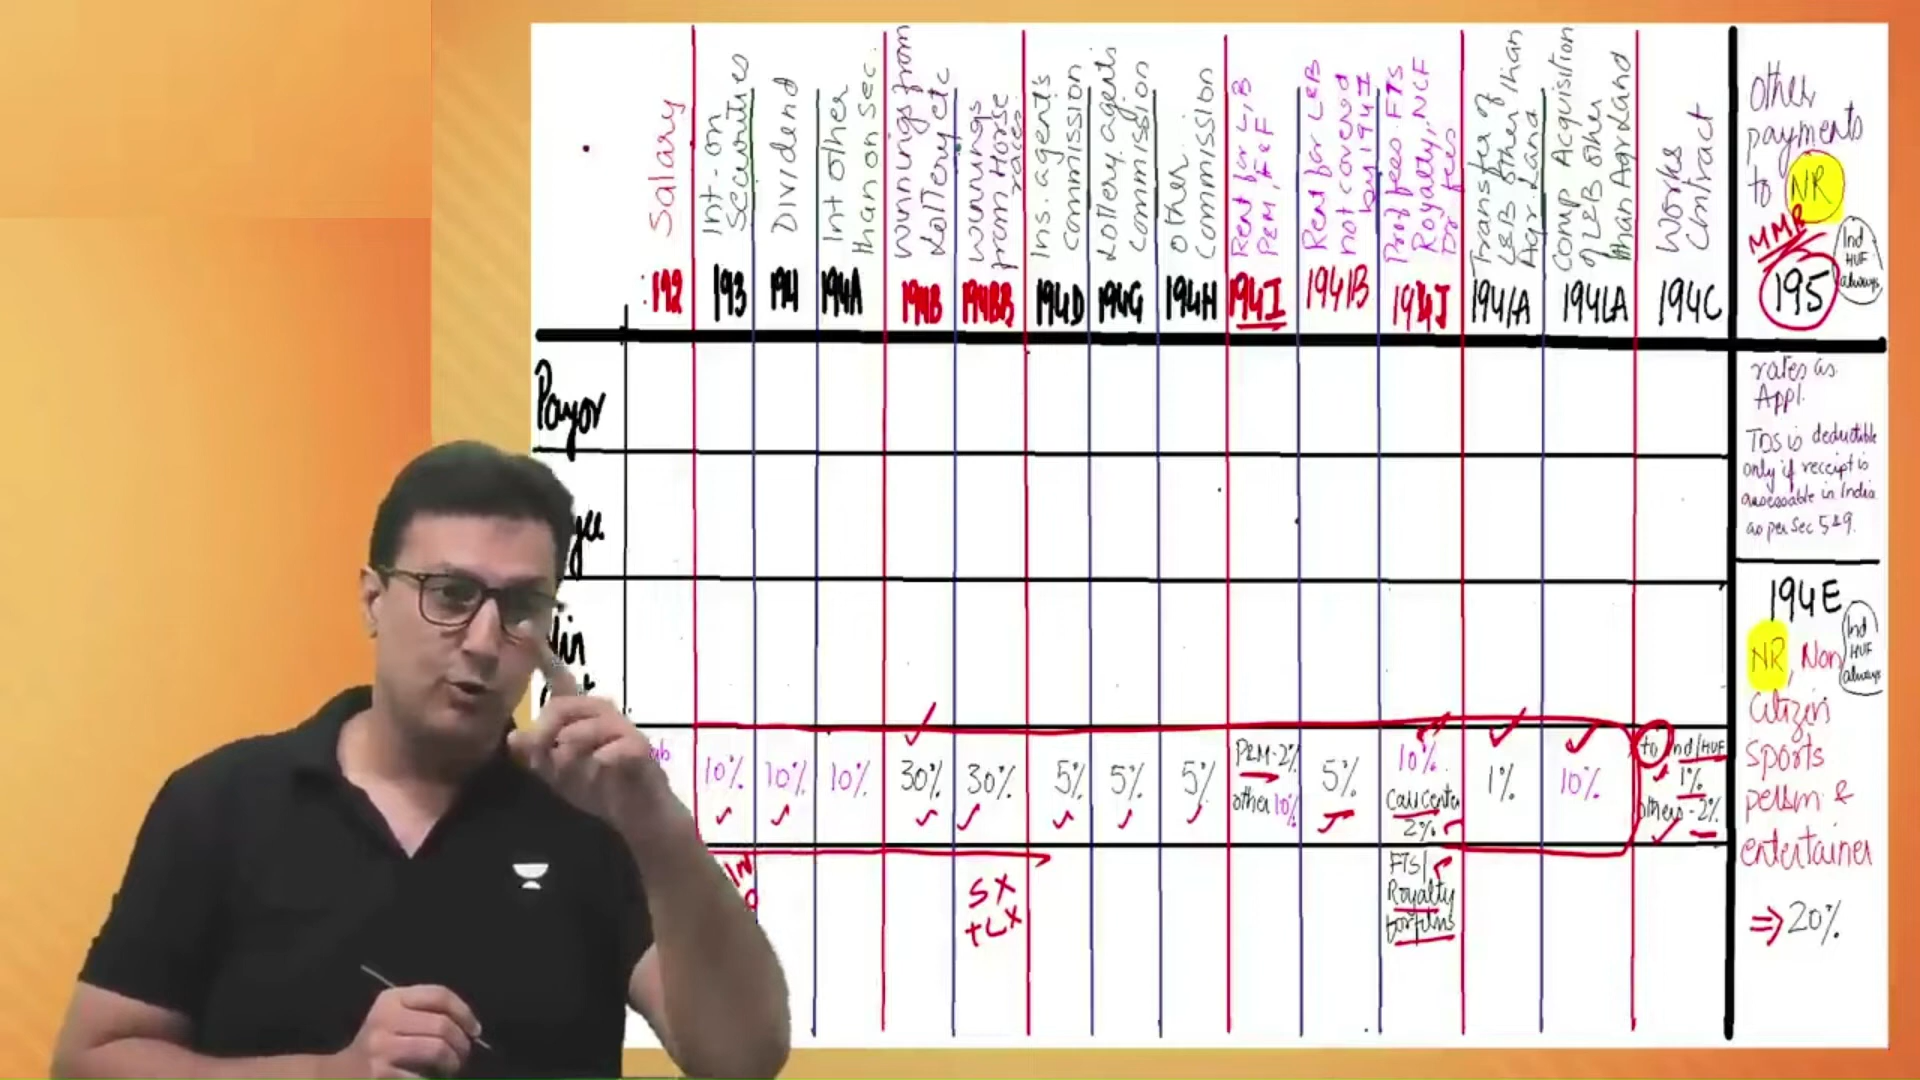 Salary
Int. on
Securities
Dividend
Int other
than on sec.
Winnings from
Lottery etc
Winnings
from Horse
races
Ins. agent's
commission
Lottery agents
Commission
Other
Commission
Rent for L,B
P&M, F&F
Rent for L&B
not covered
by 194I
Prof fees FTS
Royalty, NCF
Dr fees
Transfer of
L&B other than
Agr. Land
Comp Acquisition
of L&B other
than Agr Land
Works
Contract
other
payments
to NR
MMR
Ind
HUF
always
192
193
194
194A
194B
194BB
194D
194G
194H
194I
194IB
194J
194IA
194LA
194C
195
Payor
rates as
Appl.
TDS is deductible
only if receipt is
assessable in India
as per Sec 5&9.
194E
NR, Non
Ind
HUF
always
Citizen
sports
person &
entertainer
⇒ 20%
10%
10%
10%
30%
30%
5%
5%
5%
P&M-2%
other 10%
5%
10%
Call center
2%
FTS/
Royalty
for films
1%
10%
to Ind/HUF
1%
others-2%
SX
+CX